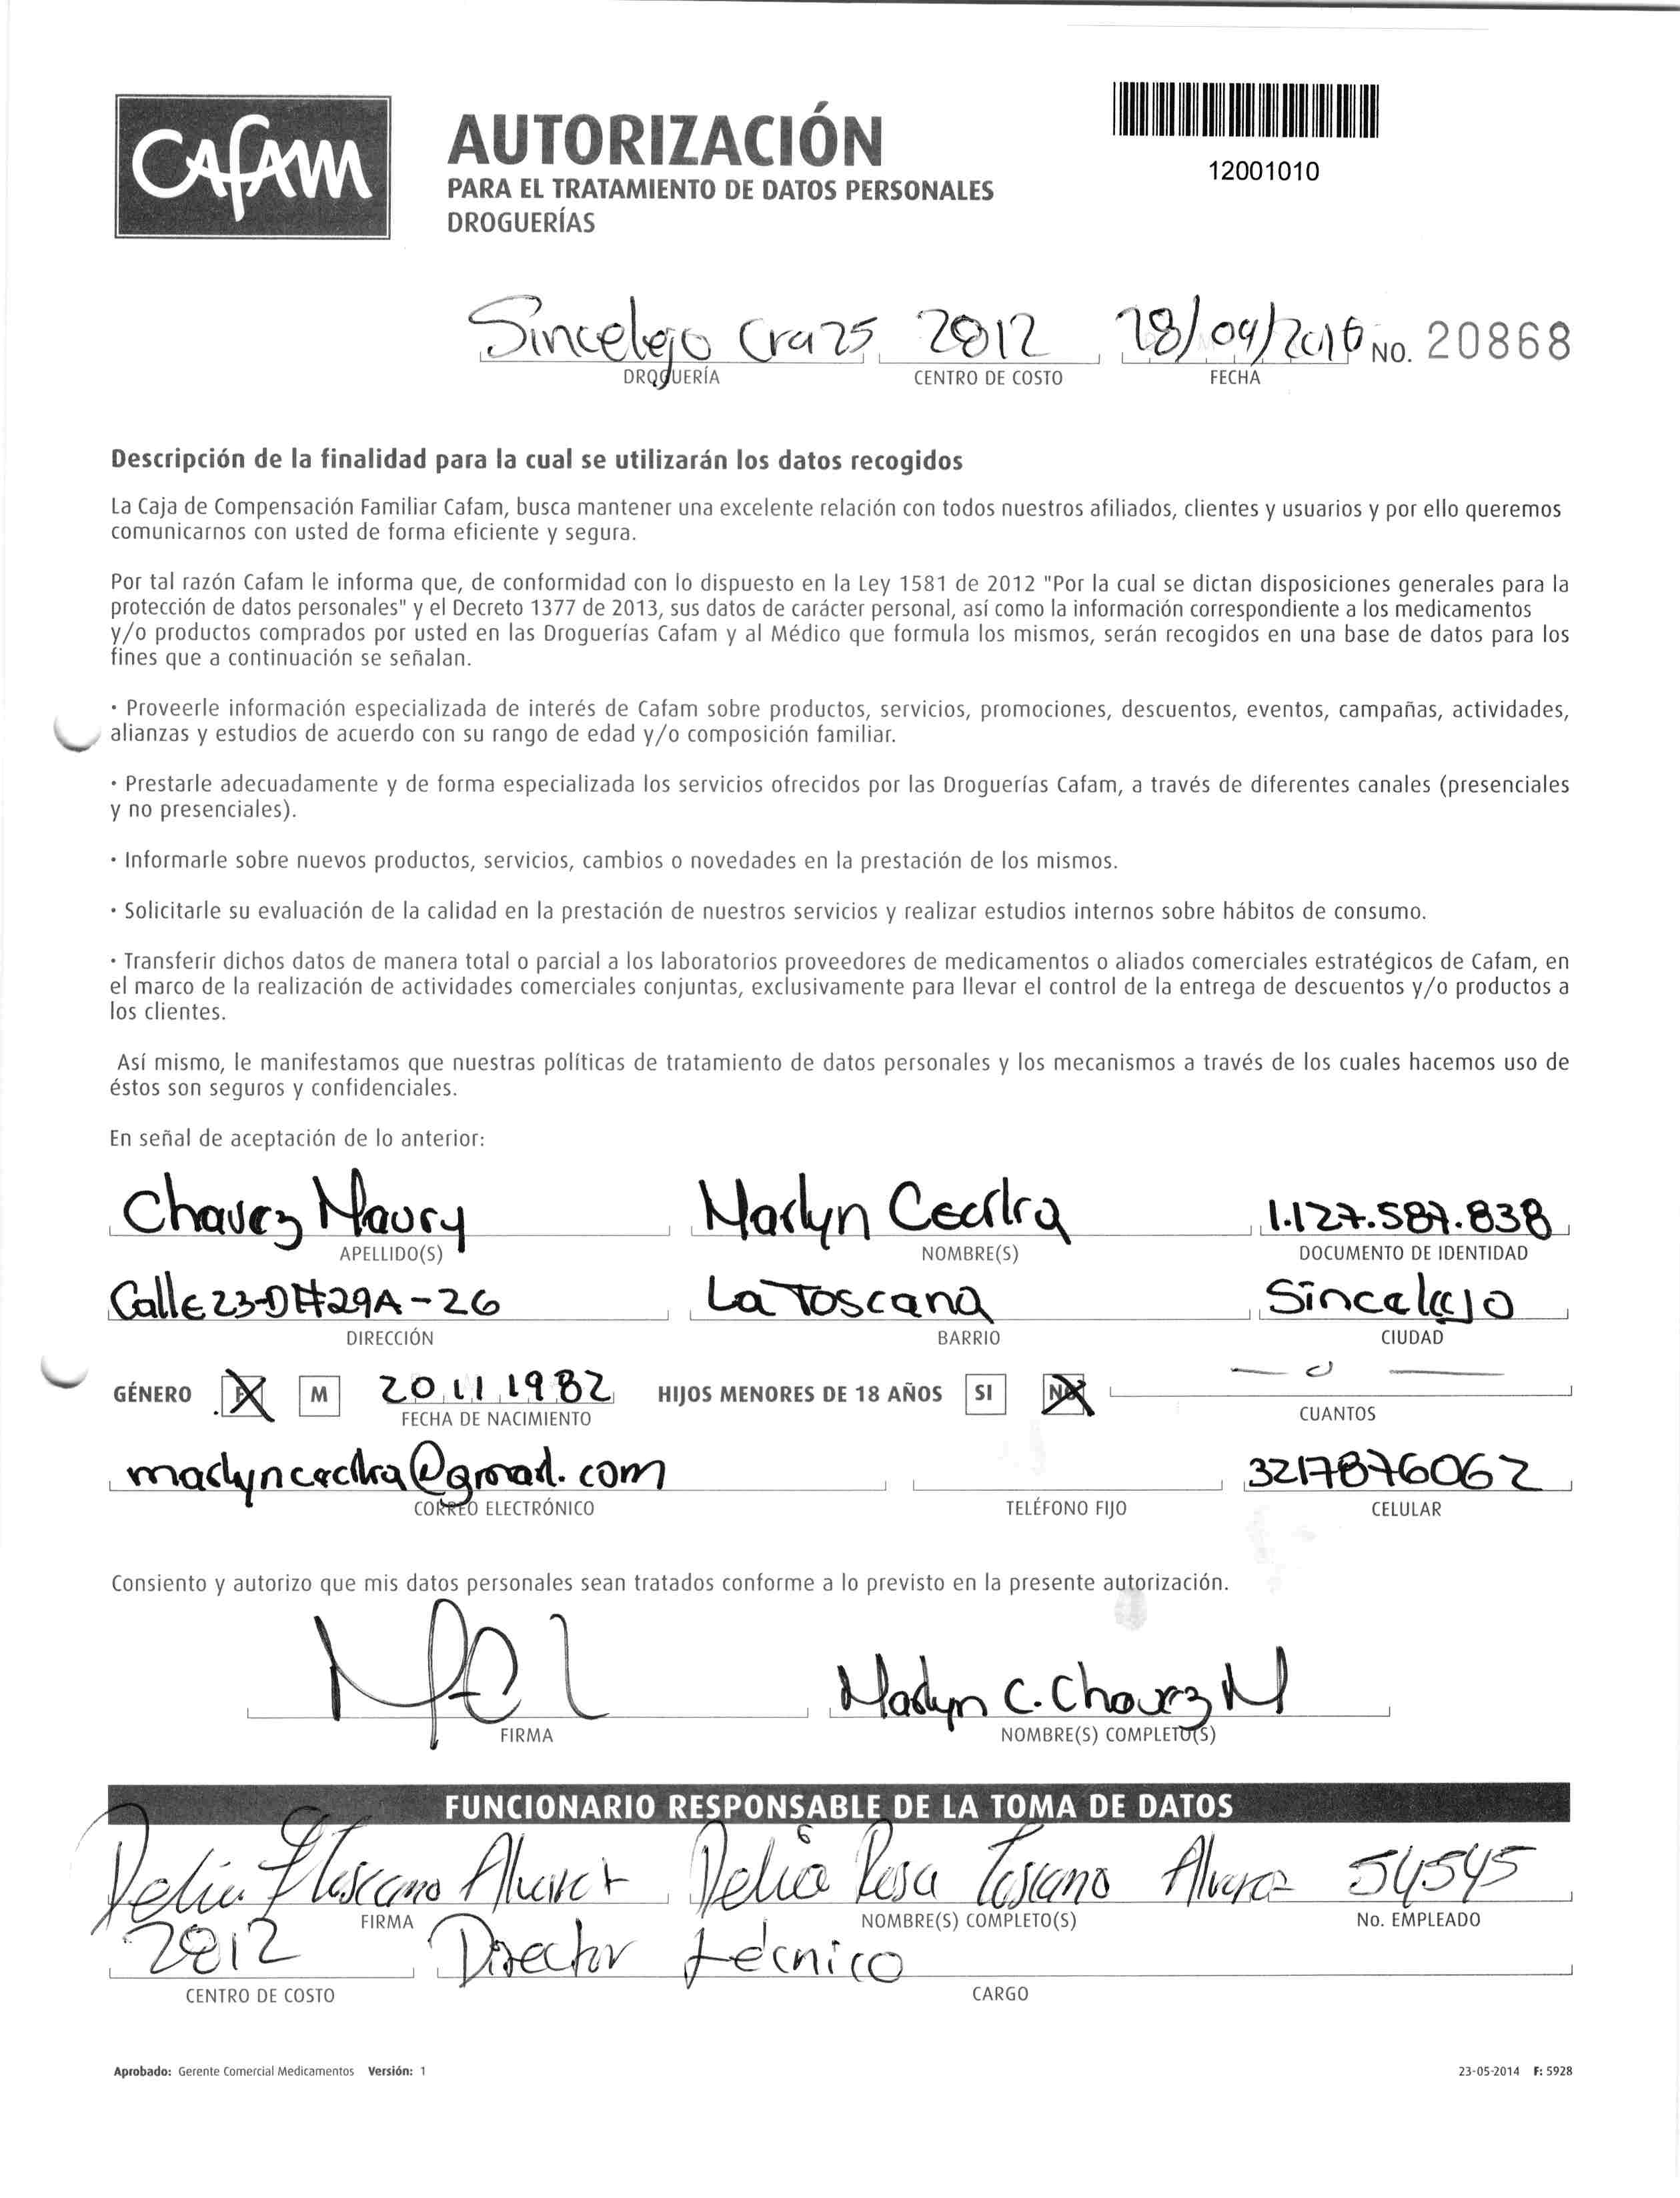 CAFAM
AUTORIZACIÓN
PARA EL TRATAMIENTO DE DATOS PERSONALES
DROGUERÍAS
12001010
Sincelejo Cra 25 2012 28/04/2016 NO. 20868
DROGUERÍA CENTRO DE COSTO FECHA
Descripción de la finalidad para la cual se utilizarán los datos recogidos
La Caja de Compensación Familiar Cafam, busca mantener una excelente relación con todos nuestros afiliados, clientes y usuarios y por ello queremos
comunicarnos con usted de forma eficiente y segura.
Por tal razón Cafam le informa que, de conformidad con lo dispuesto en la Ley 1581 de 2012 "Por la cual se dictan disposiciones generales para la
protección de datos personales" y el Decreto 1377 de 2013, sus datos de carácter personal, así como la información correspondiente a los medicamentos
y/o productos comprados por usted en las Droguerías Cafam y al Médico que formula los mismos, serán recogidos en una base de datos para los
fines que a continuación se señalan.
· Proveerle información especializada de interés de Cafam sobre productos, servicios, promociones, descuentos, eventos, campañas, actividades,
alianzas y estudios de acuerdo con su rango de edad y/o composición familiar.
· Prestarle adecuadamente y de forma especializada los servicios ofrecidos por las Droguerías Cafam, a través de diferentes canales (presenciales
y no presenciales).
· Informarle sobre nuevos productos, servicios, cambios o novedades en la prestación de los mismos.
· Solicitarle su evaluación de la calidad en la prestación de nuestros servicios y realizar estudios internos sobre hábitos de consumo.
· Transferir dichos datos de manera total o parcial a los laboratorios proveedores de medicamentos o aliados comerciales estratégicos de Cafam, en
el marco de la realización de actividades comerciales conjuntas, exclusivamente para llevar el control de la entrega de descuentos y/o productos a
los clientes.
Así mismo, le manifestamos que nuestras políticas de tratamiento de datos personales y los mecanismos a través de los cuales hacemos uso de
éstos son seguros y confidenciales.
En señal de aceptación de lo anterior:
Chavez Maury Marlyn Cecilia 1.127.587.838
APELLIDO(S) NOMBRE(S) DOCUMENTO DE IDENTIDAD
Calle 23D#29A-26 La Toscana Sincelejo
DIRECCIÓN BARRIO CIUDAD
GÉNERO F M 20 11 1982 HIJOS MENORES DE 18 AÑOS SI NO — 0 —
FECHA DE NACIMIENTO CUANTOS
marlyncecilia@gmail.com 3217876062
CORREO ELECTRÓNICO TELÉFONO FIJO CELULAR
Consiento y autorizo que mis datos personales sean tratados conforme a lo previsto en la presente autorización.
Marlyn C. Chavez M
FIRMA NOMBRE(S) COMPLETO(S)
FUNCIONARIO RESPONSABLE DE LA TOMA DE DATOS
Delia Toscano Alvarez Delia Rosa Toscano Alvarez 54545
FIRMA NOMBRE(S) COMPLETO(S) No. EMPLEADO
2012 Director técnico
CENTRO DE COSTO CARGO
Aprobado: Gerente Comercial Medicamentos Versión: 1 23-05-2014 F: 5928